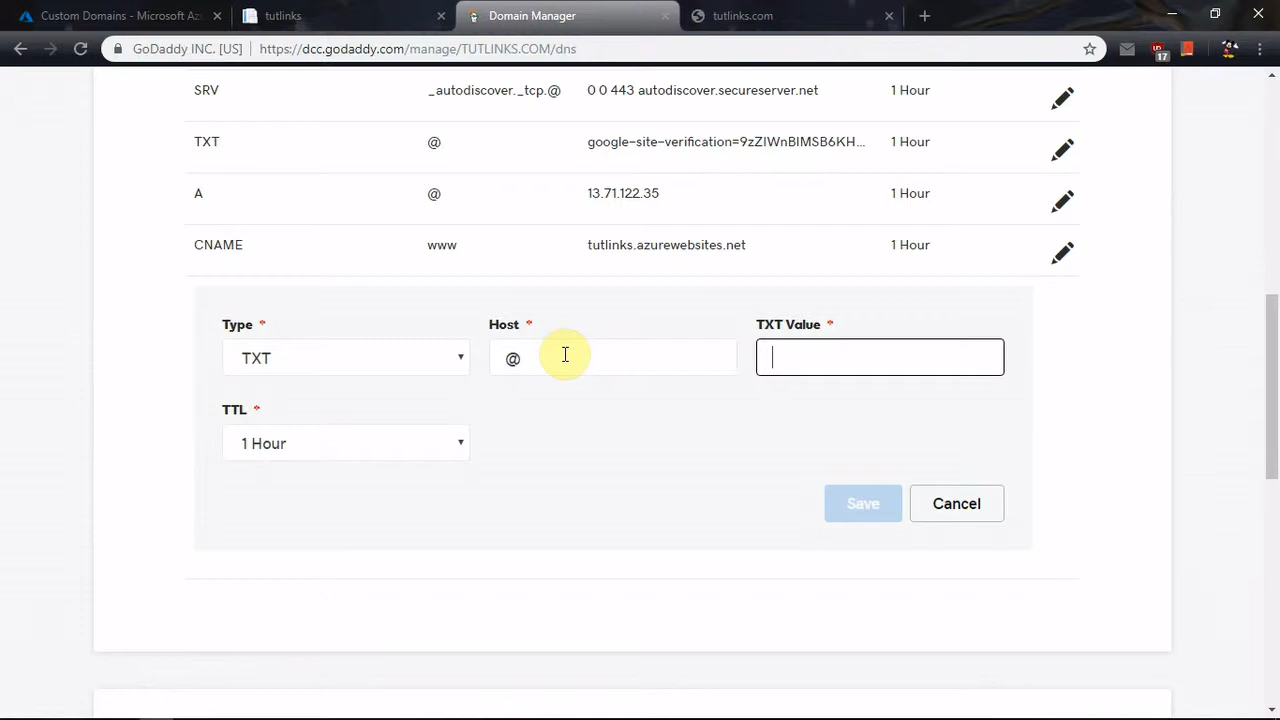 Custom Domains - Microsoft Az
tutlinks
Domain Manager
tutlinks.com
GoDaddy INC. [US]
https://dcc.godaddy.com/manage/TUTLINKS.COM/dns
17
SRV _autodiscover._tcp.@ 0 0 443 autodiscover.secureserver.net 1 Hour
TXT @ google-site-verification=9zZIWnBIMSB6KH... 1 Hour
A @ 13.71.122.35 1 Hour
CNAME www tutlinks.azurewebsites.net 1 Hour
Type * Host * TXT Value *
TXT @
TTL *
1 Hour
Save Cancel